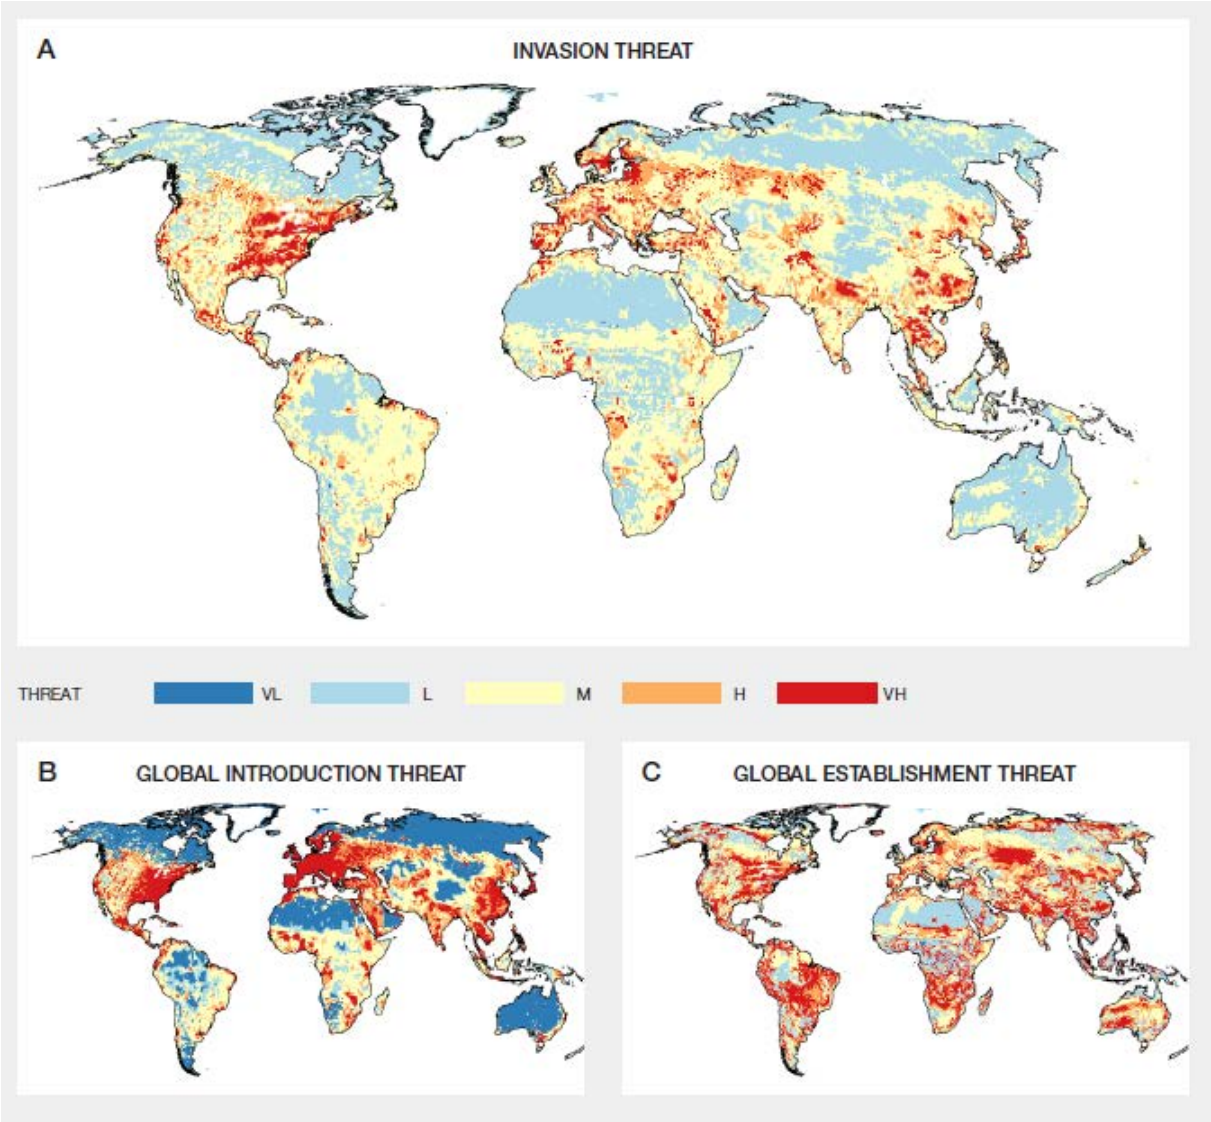 A
INVASION THREAT
THREAT VL L M H VH
B GLOBAL INTRODUCTION THREAT
C GLOBAL ESTABLISHMENT THREAT